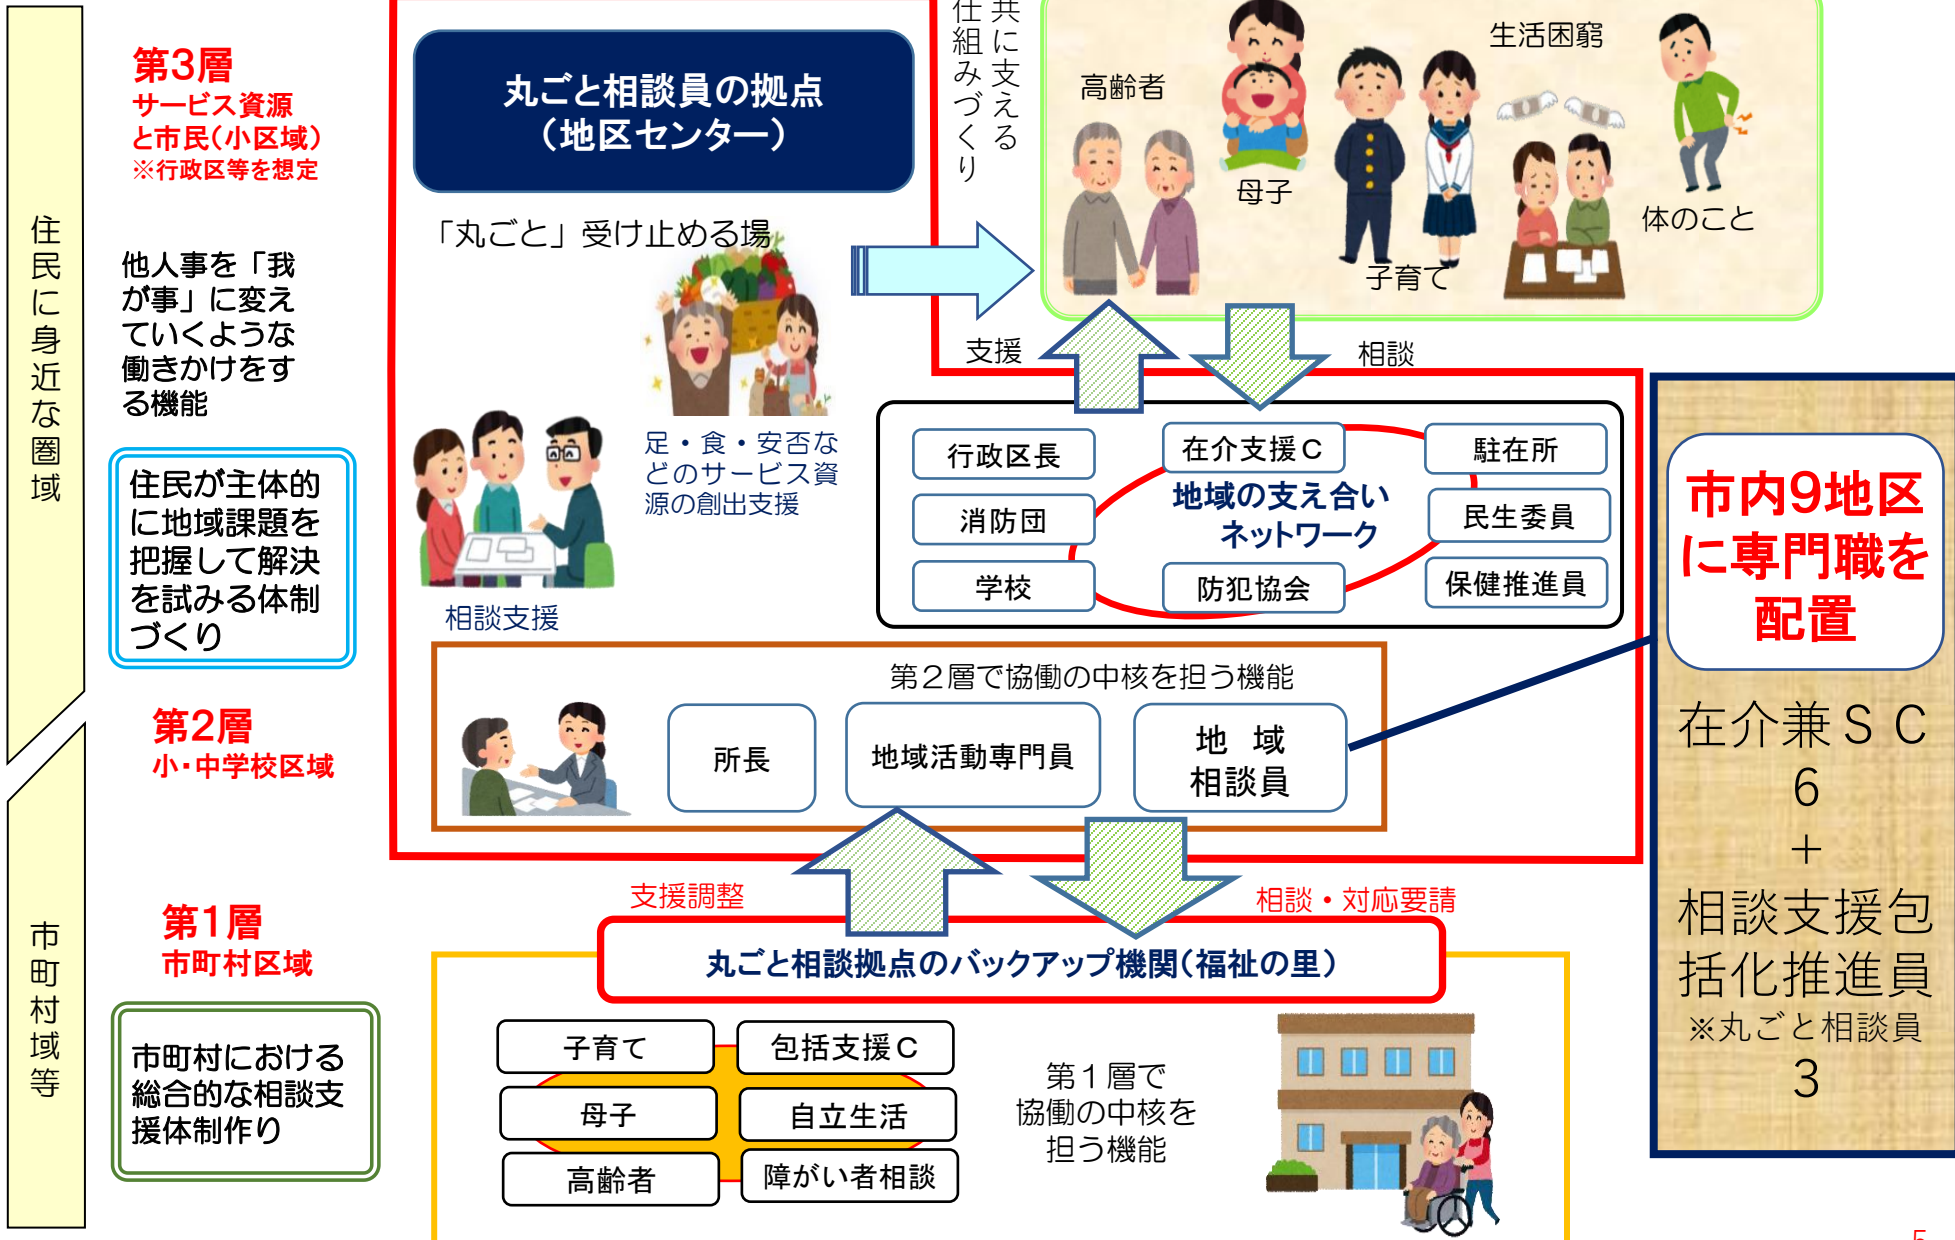 住民に身近な圏域
市町村域等
第3層
サービス資源
と市民(小区域)
※行政区等を想定
他人事を「我
が事」に変え
ていくような
働きかけをす
る機能
住民が主体的
に地域課題を
把握して解決
を試みる体制
づくり
第2層
小・中学校区域
第1層
市町村区域
市町村における
総合的な相談支
援体制作り
丸ごと相談員の拠点
(地区センター)
「丸ごと」受け止める場
共に支える
仕組みづくり
高齢者
母子
子育て
生活困窮
体のこと
支援
相談
足・食・安否な
どのサービス資
源の創出支援
相談支援
行政区長
在介支援C
駐在所
消防団
地域の支え合い
ネットワーク
民生委員
学校
防犯協会
保健推進員
第2層で協働の中核を担う機能
所長
地域活動専門員
地 域
相談員
支援調整
相談・対応要請
丸ごと相談拠点のバックアップ機関(福祉の里)
子育て
包括支援C
母子
自立生活
高齢者
障がい者相談
第1層で
協働の中核を
担う機能
市内9地区
に専門職を
配置
在介兼SC
6
+
相談支援包
括化推進員
※丸ごと相談員
3